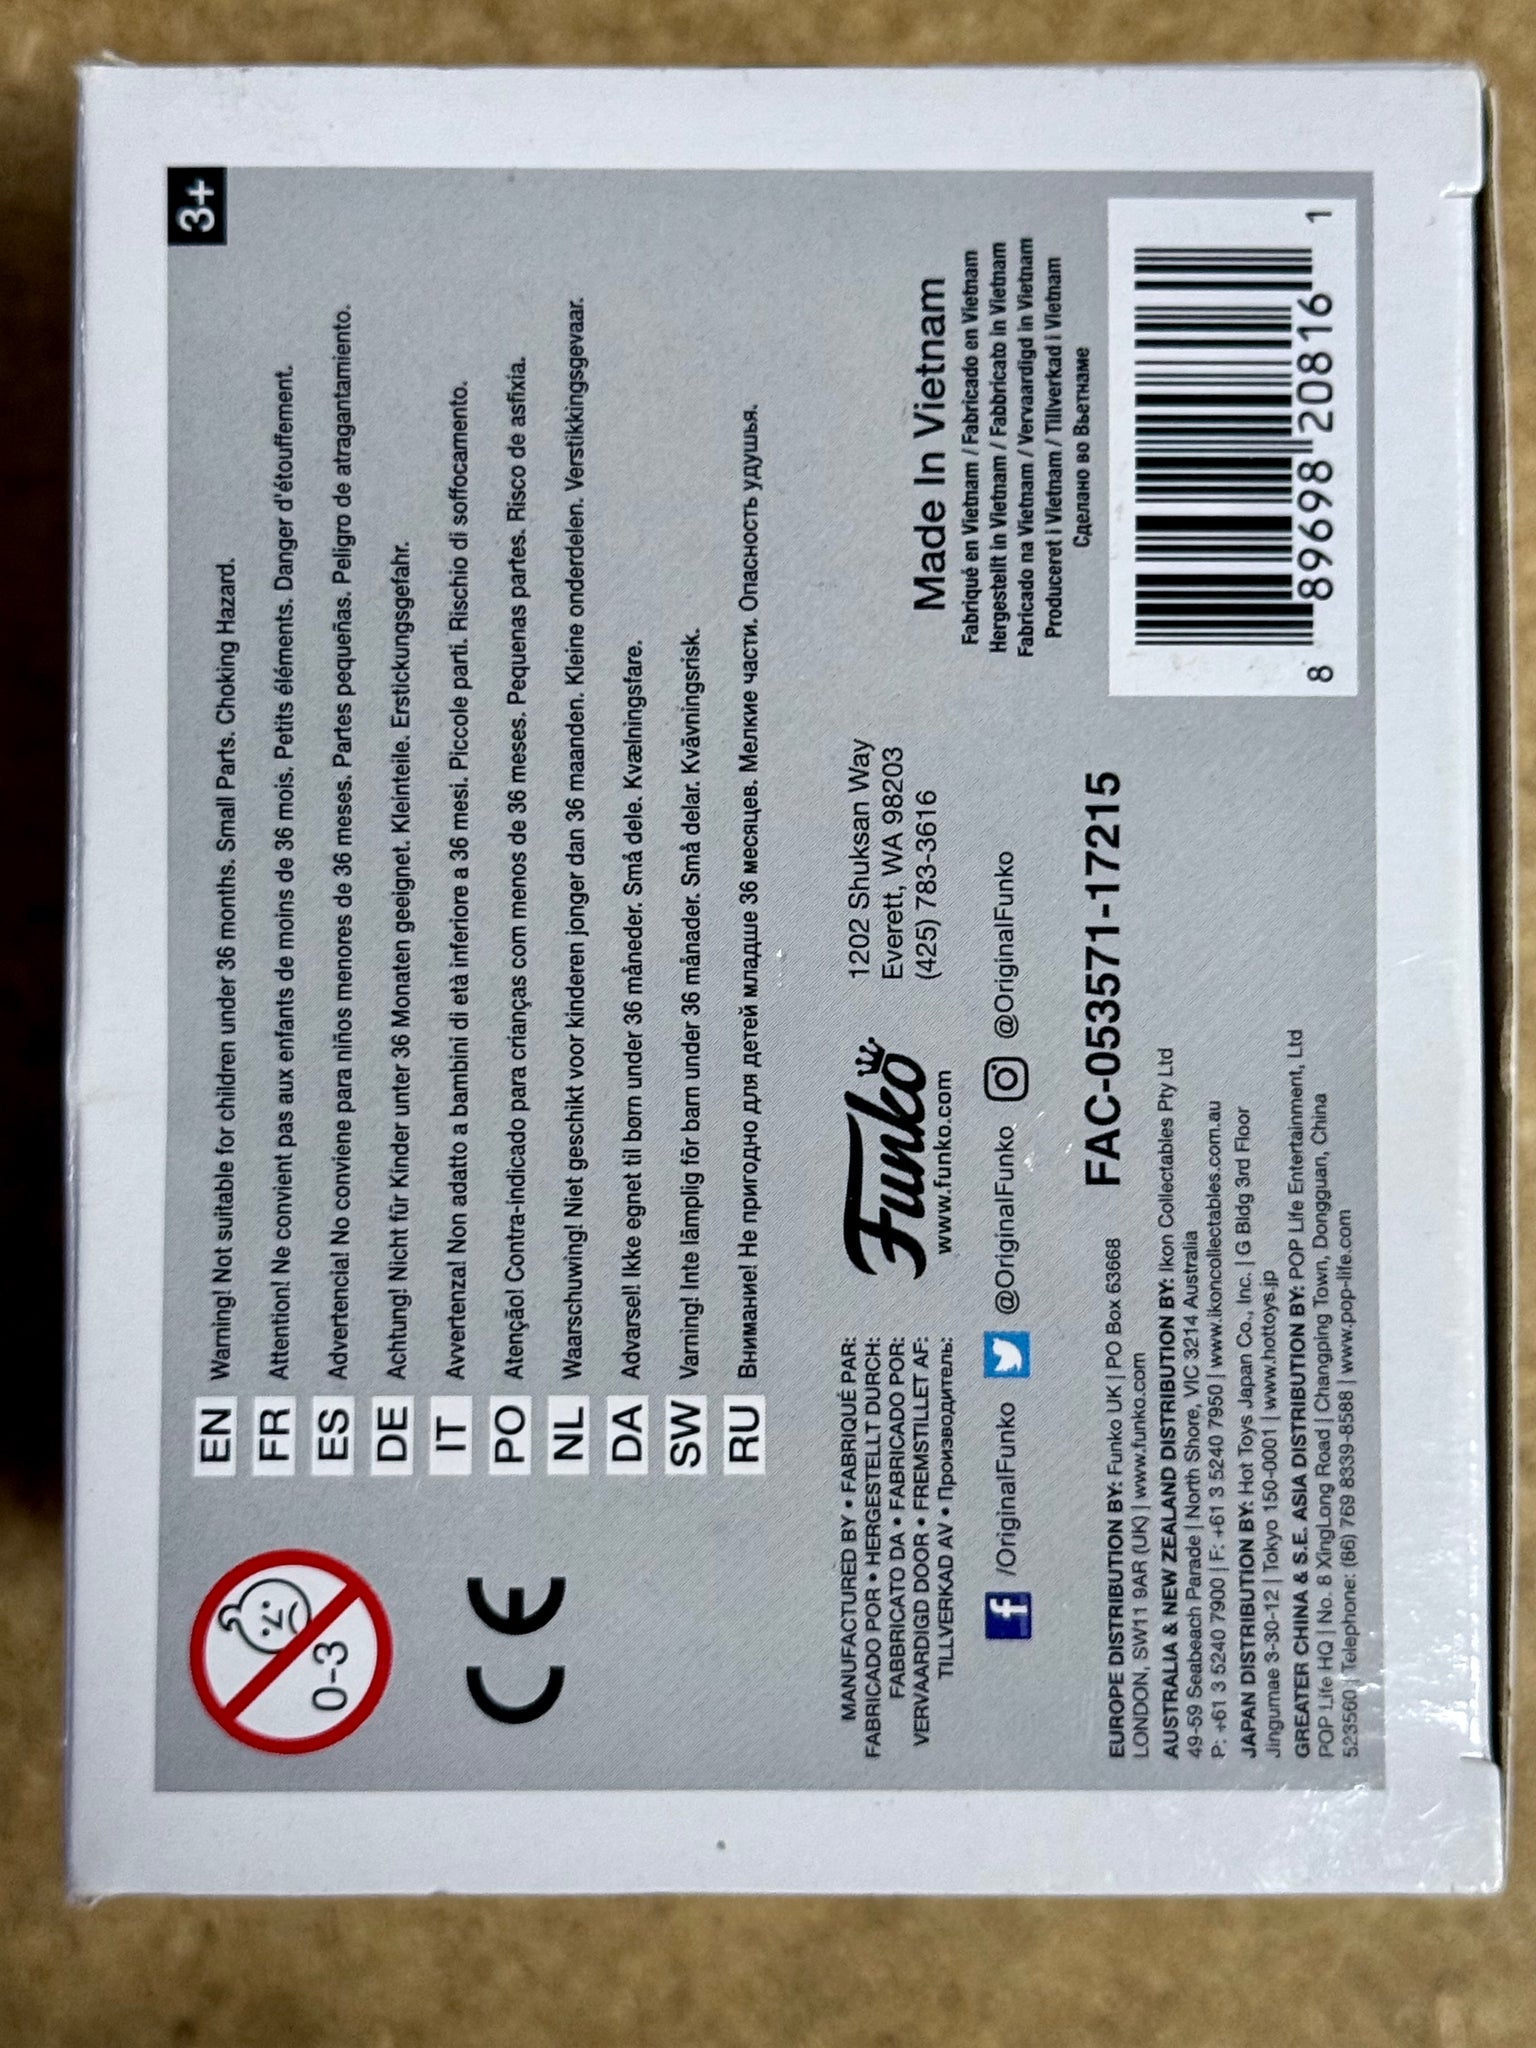 3+
EN Warning! Not suitable for children under 36 months. Small Parts. Choking Hazard.
FR Attention! Ne convient pas aux enfants de moins de 36 mois. Petits éléments. Danger d'étouffement.
ES Advertencia! No conviene para niños menores de 36 meses. Partes pequeñas. Peligro de atragantamiento.
DE Achtung! Nicht für Kinder unter 36 Monaten geeignet. Kleinteile. Erstickungsgefahr.
IT Avvertenza! Non adatto a bambini di età inferiore a 36 mesi. Piccole parti. Rischio di soffocamento.
PO Atenção! Contra-indicado para crianças com menos de 36 meses. Pequenas partes. Risco de asfixia.
NL Waarschuwing! Niet geschikt voor kinderen jonger dan 36 maanden. Kleine onderdelen. Verstikkingsgevaar.
DA Advarsel! Ikke egnet til børn under 36 måneder. Små dele. Kvælningsfare.
SW Varning! Inte lämplig för barn under 36 månader. Små delar. Kvävningsrisk.
RU Внимание! Не пригодно для детей младше 36 месяцев. Мелкие части. Опасность удушья.
0-3
CE
MANUFACTURED BY • FABRIQUÉ PAR:
FABRICADO POR • HERGESTELLT DURCH:
FABBRICATO DA • FABRICADO POR:
VERVAARDIGD DOOR • FREMSTILLET AF:
TILLVERKAD AV • Производитель:
Funko
www.funko.com
1202 Shuksan Way
Everett, WA 98203
(425) 783-3616
/OriginalFunko @OriginalFunko @OriginalFunko
Made In Vietnam
Fabriqué en Vietnam / Fabricado en Vietnam
Hergestellt in Vietnam / Fabbricato In Vietnam
Fabricado na Vietnam / Vervaardigd in Vietnam
Produceret I Vietnam / Tillverkad I Vietnam
Сделано во Вьетнаме
FAC-053571-17215
EUROPE DISTRIBUTION BY: Funko UK | PO Box 63668
LONDON, SW11 9AR (UK) | www.funko.com
AUSTRALIA & NEW ZEALAND DISTRIBUTION BY: Ikon Collectables Pty Ltd
49-59 Seabeach Parade | North Shore, VIC 3214 Australia
P: +61 3 5240 7900 | F: +61 3 5240 7950 | www.ikoncollectables.com.au
JAPAN DISTRIBUTION BY: Hot Toys Japan Co., Inc. | G Bldg 3rd Floor
Jingumae 3-30-12 | Tokyo 150-0001 | www.hottoys.jp
GREATER CHINA & S.E. ASIA DISTRIBUTION BY: POP Life Entertainment, Ltd
POP Life HQ | No. 8 XingLong Road | Changping Town, Dongguan, China
523560 | Telephone: (86) 769 8339-8588 | www.pop-life.com
8 89698 20816 1